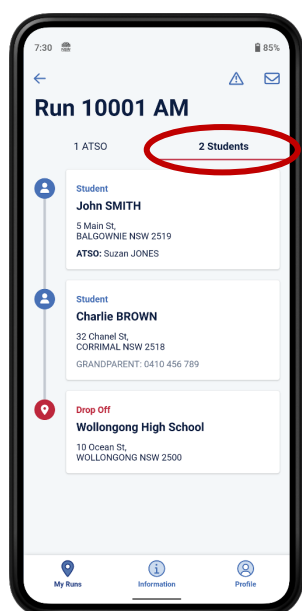 7:30
85%
Run 10001 AM
1 ATSO
2 Students
Student
John SMITH
5 Main St,
BALGOWNIE NSW 2519
ATSO: Suzan JONES
Student
Charlie BROWN
32 Chanel St,
CORRIMAL NSW 2518
GRANDPARENT: 0410 456 789
Drop Off
Wollongong High School
10 Ocean St,
WOLLONGONG NSW 2500
My Runs
Information
Profile